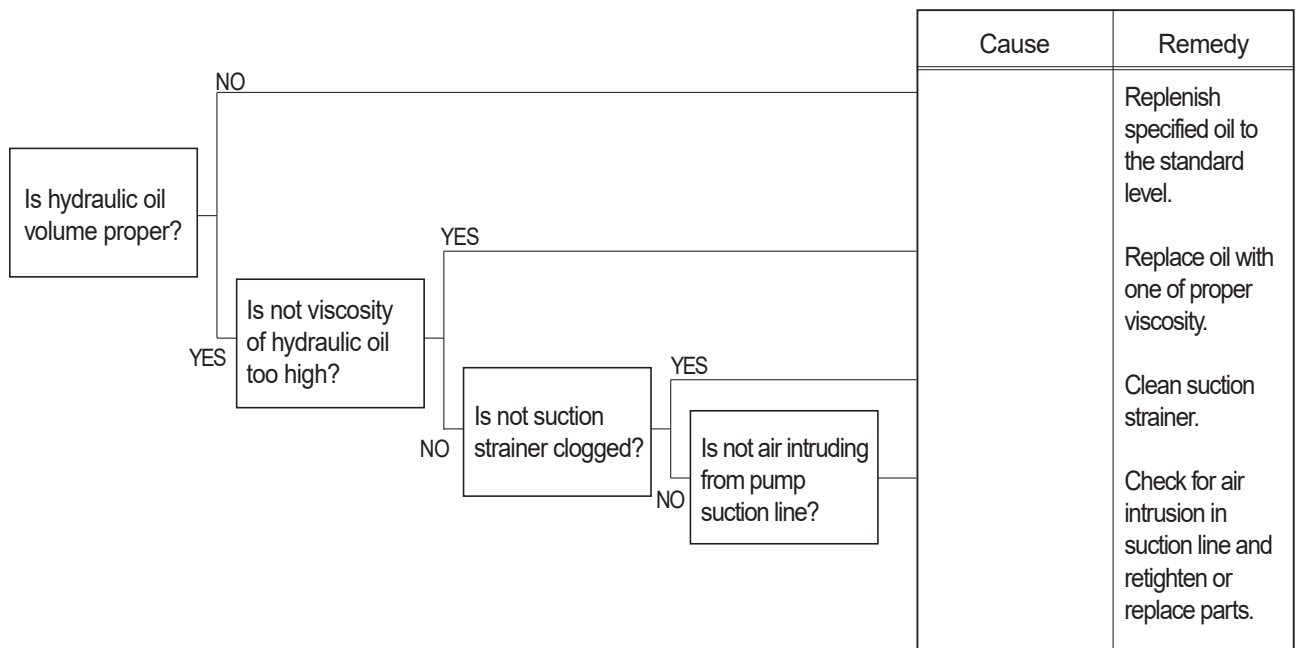 Cause
Remedy
NO
Replenish
specified oil to
the standard
level.
Is hydraulic oil
volume proper?
YES
Replace oil with
one of proper
viscosity.
Is not viscosity
of hydraulic oil
too high?
YES
YES
Clean suction
strainer.
Is not suction
strainer clogged?
NO
Is not air intruding
from pump
suction line?
NO
Check for air
intrusion in
suction line and
retighten or
replace parts.